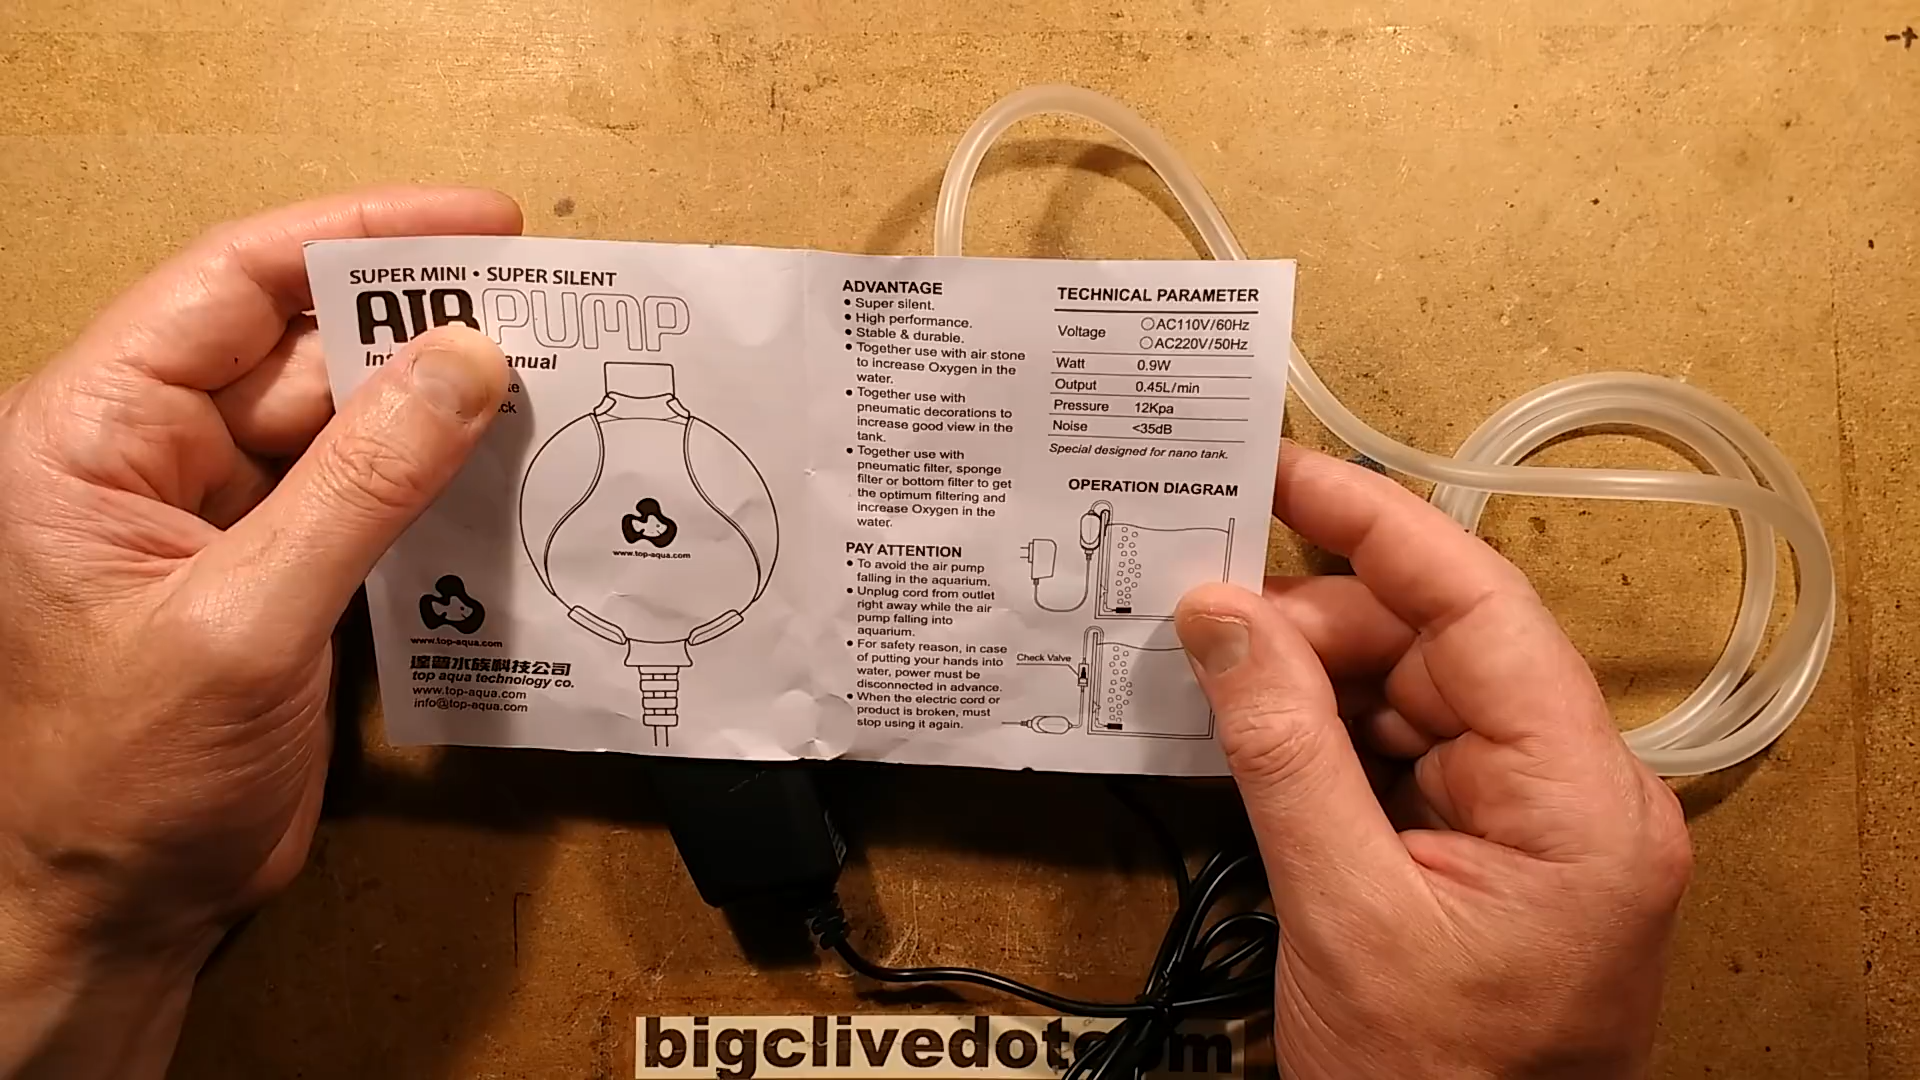 SUPER MINI • SUPER SILENT
AIR PUMP
anual
www.top-aqua.com
www.top-aqua.com
達普水族科技公司
top aqua technology co.
www.top-aqua.com
info@top-aqua.com
ADVANTAGE
• Super silent.
• High performance.
• Stable & durable.
• Together use with air stone
to increase Oxygen in the
water.
• Together use with
pneumatic decorations to
increase good view in the
tank.
• Together use with
pneumatic filter, sponge
filter or bottom filter to get
the optimum filtering and
increase Oxygen in the
water.
PAY ATTENTION
• To avoid the air pump
falling in the aquarium.
• Unplug cord from outlet
right away while the air
pump falling into
aquarium.
• For safety reason, in case
of putting your hands into
water, power must be
disconnected in advance.
• When the electric cord or
product is broken, must
stop using it again.
TECHNICAL PARAMETER
Voltage ○AC110V/60Hz
○AC220V/50Hz
Watt 0.9W
Output 0.45L/min
Pressure 12Kpa
Noise <35dB
Special designed for nano tank.
OPERATION DIAGRAM
Check Valve
bigclivedotcom